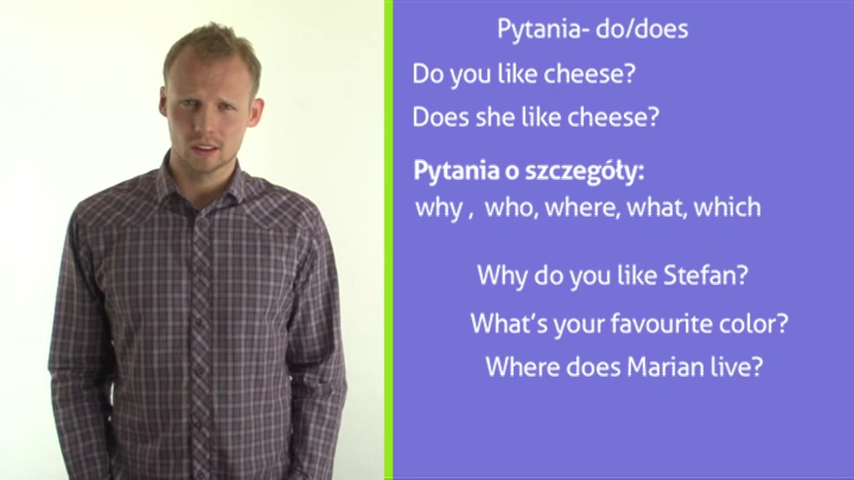 Pytania- do/does
Do you like cheese?
Does she like cheese?
Pytania o szczegóły:
why , who, where, what, which
Why do you like Stefan?
What's your favourite color?
Where does Marian live?